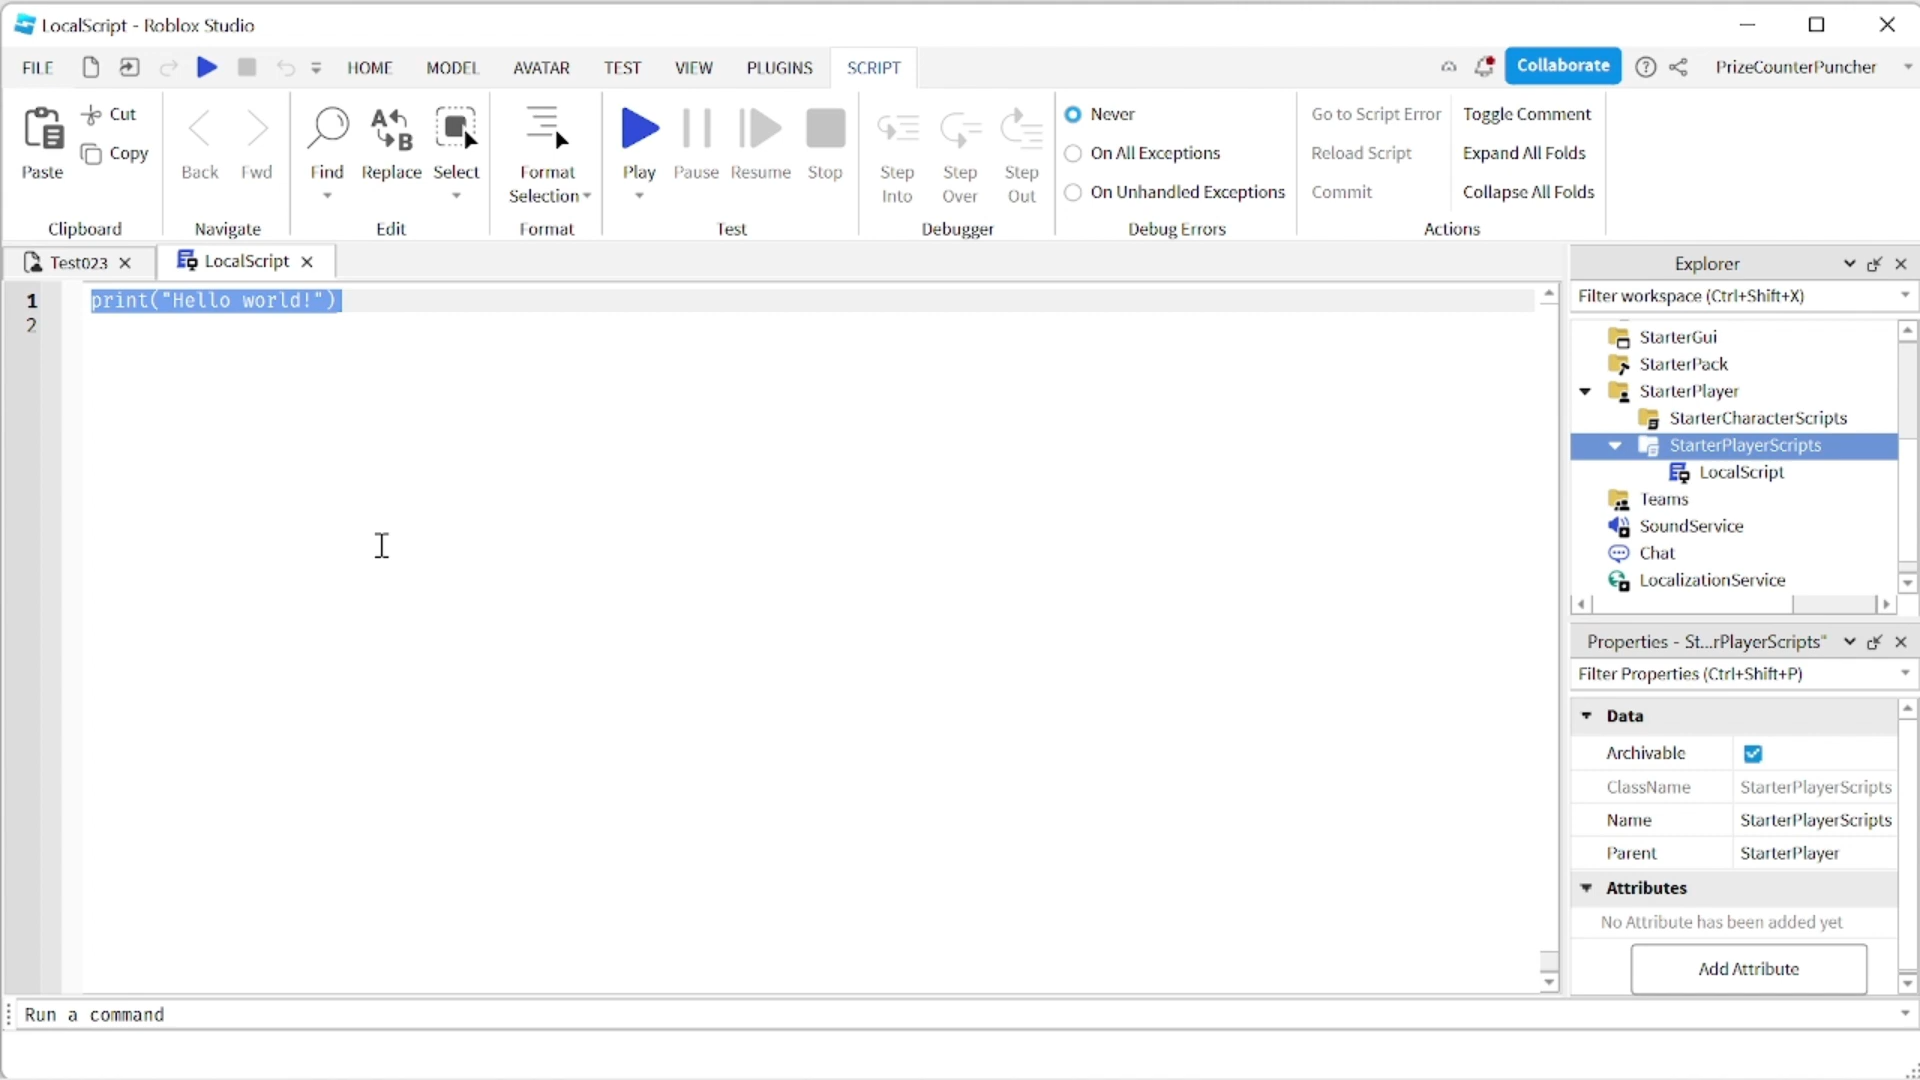 LocalScript - Roblox Studio
FILE HOME MODEL AVATAR TEST VIEW PLUGINS SCRIPT Collaborate PrizeCounterPuncher
Paste
Cut
Copy
Clipboard
Back
Fwd
Navigate
Find
Replace
Select
Edit
Format
Selection
Format
Play
Pause
Resume
Stop
Test
Step
Into
Step
Over
Step
Out
Debugger
Never
On All Exceptions
On Unhandled Exceptions
Debug Errors
Go to Script Error
Reload Script
Commit
Toggle Comment
Expand All Folds
Collapse All Folds
Actions
Test023
LocalScript
1 print("Hello world!")
2
Explorer
Filter workspace (Ctrl+Shift+X)
StarterGui
StarterPack
StarterPlayer
StarterCharacterScripts
StarterPlayerScripts
LocalScript
Teams
SoundService
Chat
LocalizationService
Properties - St...rPlayerScripts"
Filter Properties (Ctrl+Shift+P)
Data
Archivable
ClassName StarterPlayerScripts
Name StarterPlayerScripts
Parent StarterPlayer
Attributes
No Attribute has been added yet
Add Attribute
Run a command